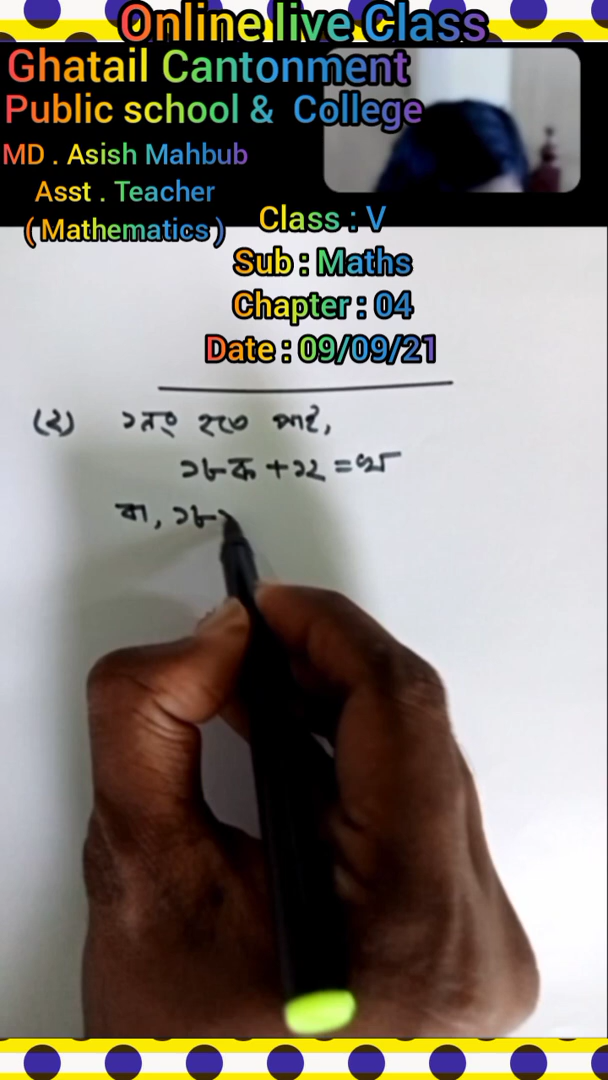 Online live Class
Ghatail Cantonment
Public school & College
MD . Asish Mahbub
Asst . Teacher
( Mathematics )
Class : V
Sub : Maths
Chapter : 04
Date : 09/09/21
(২) ১নং হতে পাই,
১৮ক + ১২ = খ
বা, ১৮